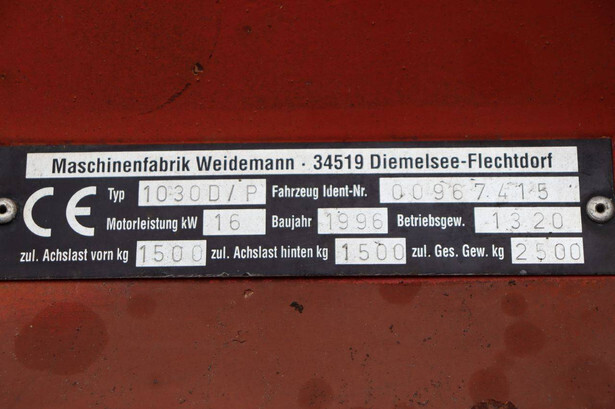 Maschinenfabrik Weidemann · 34519 Diemelsee-Flechtdorf
CE Typ 1030D/P Fahrzeug Ident-Nr. 00967415
Motorleistung kW 16 Baujahr 1996 Betriebsgew. 1320
zul. Achslast vorn kg 1500 zul. Achslast hinten kg 1500 zul. Ges. Gew. kg 2500